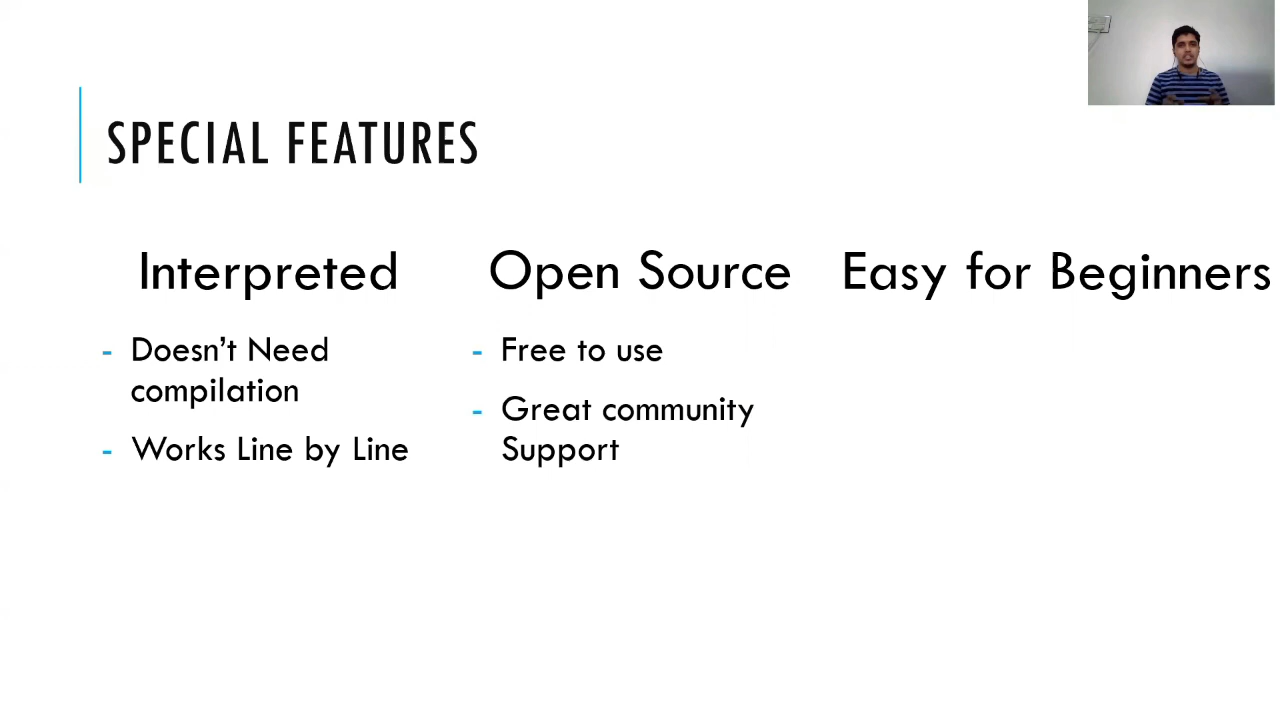 SPECIAL FEATURES
Interpreted
- Doesn’t Need
compilation
- Works Line by Line
Open Source
- Free to use
- Great community
Support
Easy for Beginners